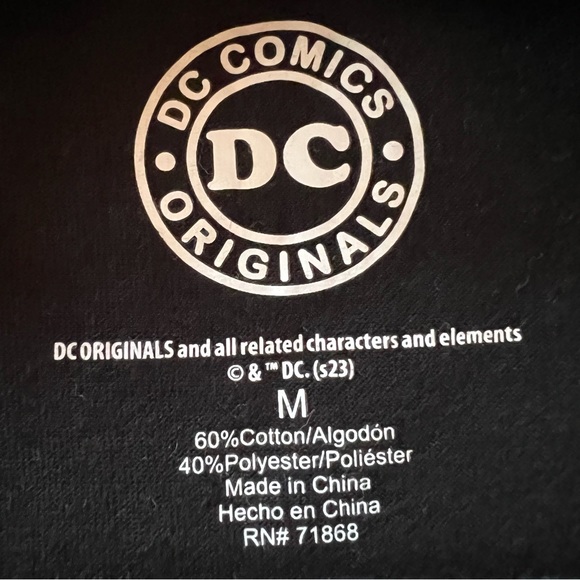 DC COMICS
DC
ORIGINALS
DC ORIGINALS and all related characters and elements
© & ™ DC. (s23)
M
60%Cotton/Algodón
40%Polyester/Poliéster
Made in China
Hecho en China
RN# 71868